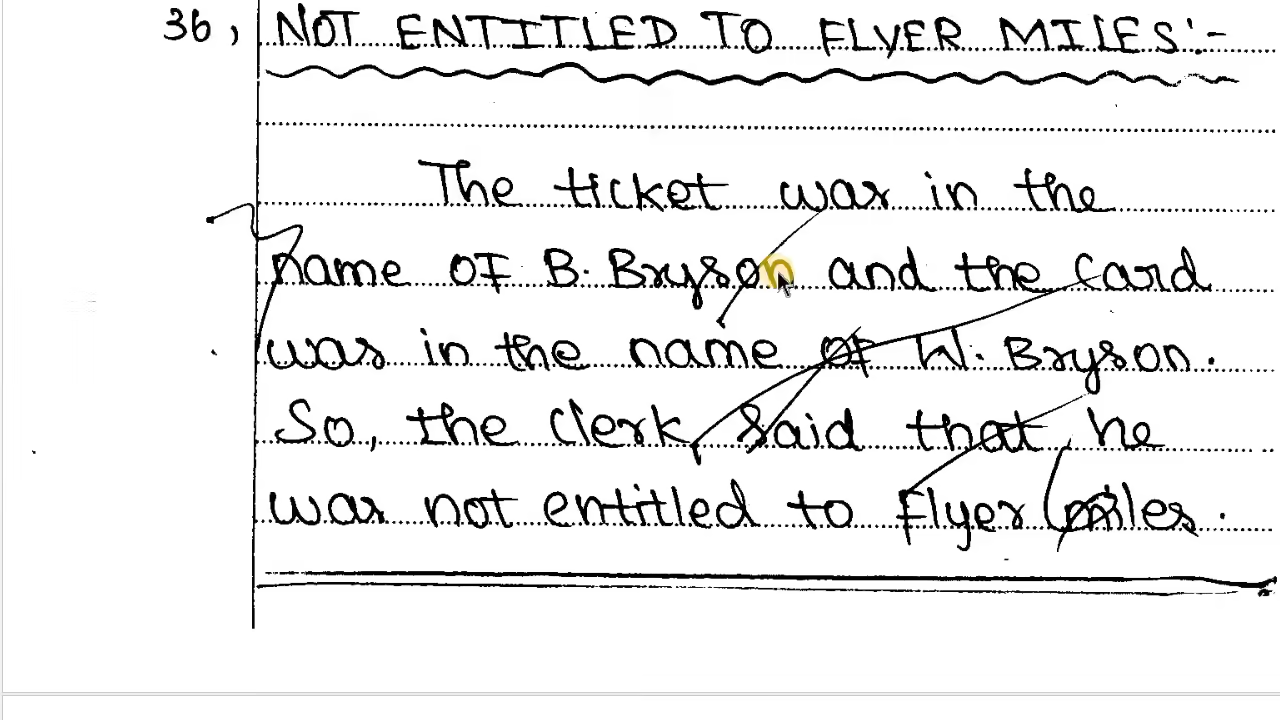 36, NOT ENTITLED TO FLYER MILES:-
The ticket was in the
name of B. Bryson and the card
was in the name of W. Bryson.
So, the clerk, said that, he
was not entitled to flyer miles.